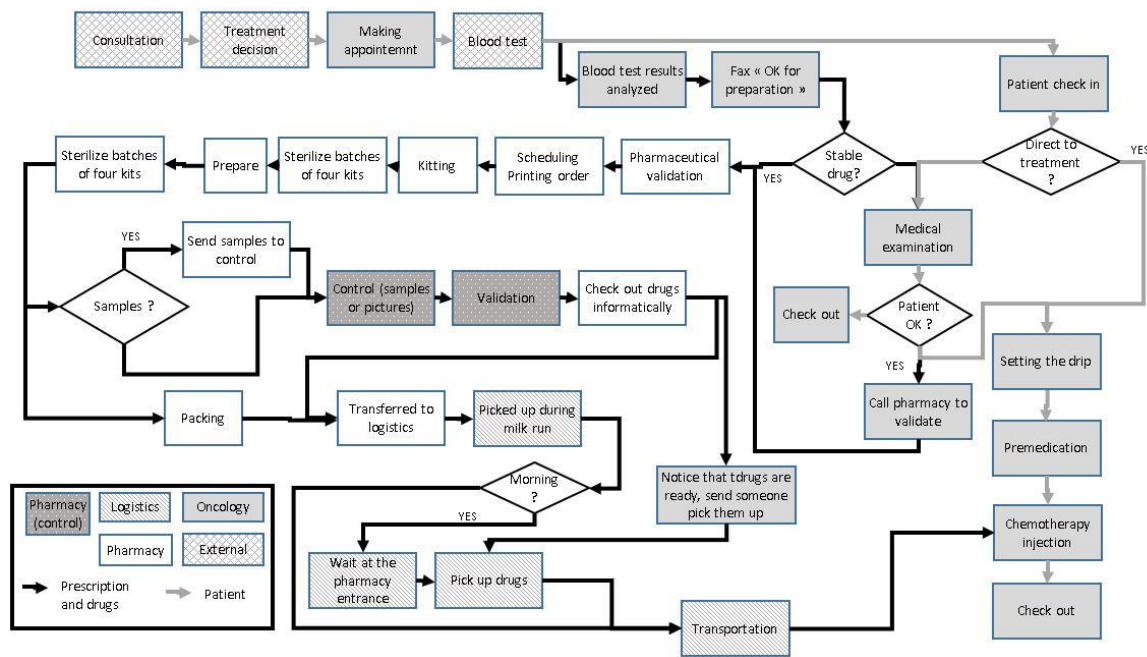 Consultation
Treatment
decision
Making
appointemnt
Blood test
Blood test results
analyzed
Fax « OK for
preparation »
Patient check in
Sterilize batches
of four kits
Prepare
Sterilize batches
of four kits
Kitting
Scheduling
Printing order
Pharmaceutical
validation
YES
Stable
drug?
Direct to
treatment ?
YES
YES
Send samples to
control
Medical
examination
Samples ?
Control (samples
or pictures)
Validation
Check out drugs
informatically
Check out
Patient
OK ?
YES
Setting the drip
Packing
Transferred to
logistics
Picked up during
milk run
Call pharmacy to
validate
Premedication
Morning
?
YES
Notice that tdrugs are
ready, send someone
pick them up
Pharmacy
(control)
Logistics
Oncology
Pharmacy
External
Prescription
and drugs
Patient
Wait at the
pharmacy
entrance
Pick up drugs
Chemotherapy
injection
Transportation
Check out